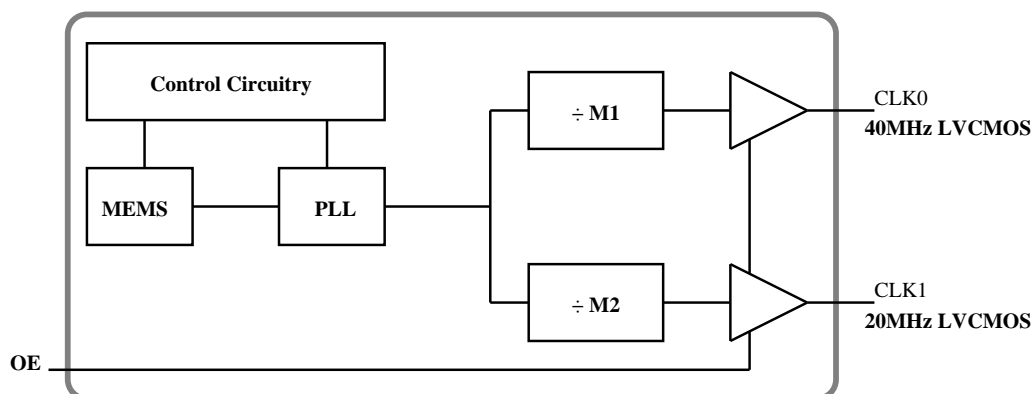 Control Circuitry
MEMS
PLL
÷ M1
÷ M2
CLK0
40MHz LVCMOS
CLK1
20MHz LVCMOS
OE